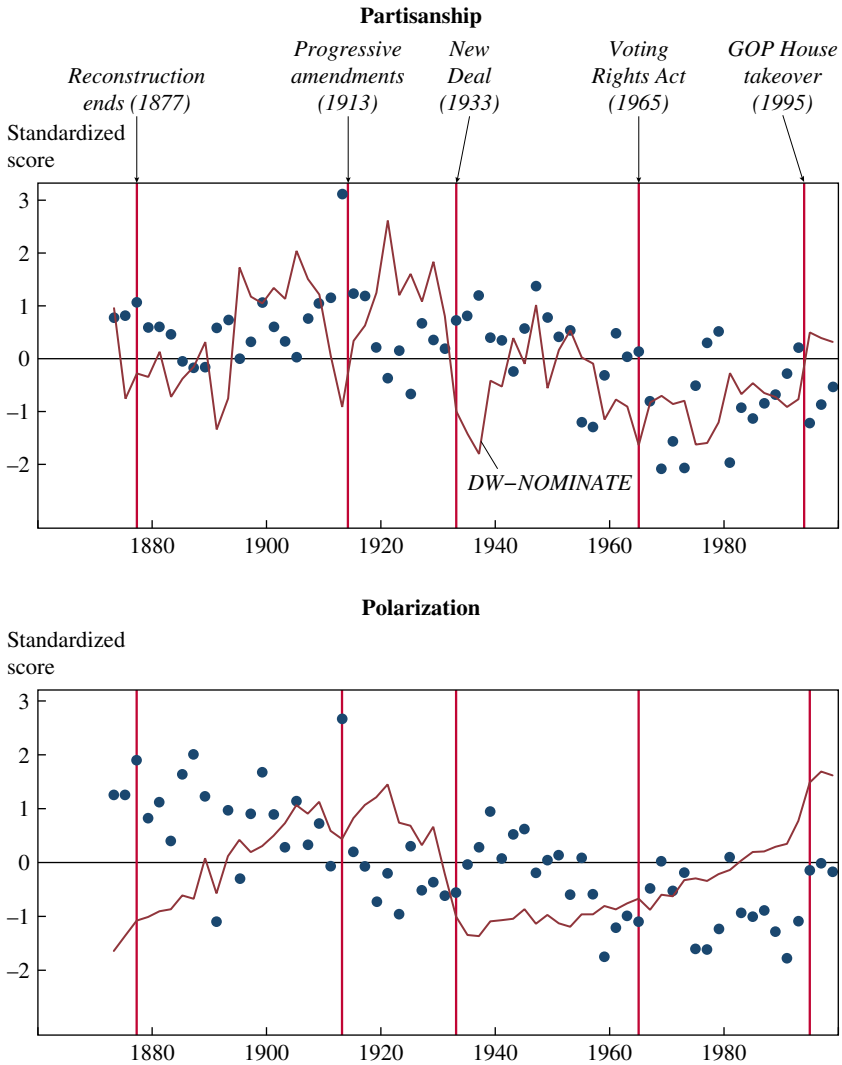 Partisanship
Reconstruction
ends (1877)
Progressive
amendments
(1913)
New
Deal
(1933)
Voting
Rights Act
(1965)
GOP House
takeover
(1995)
Standardized
score
3
2
1
0
−1
−2
DW−NOMINATE
1880 1900 1920 1940 1960 1980
Polarization
Standardized
score
3
2
1
0
−1
−2
1880 1900 1920 1940 1960 1980